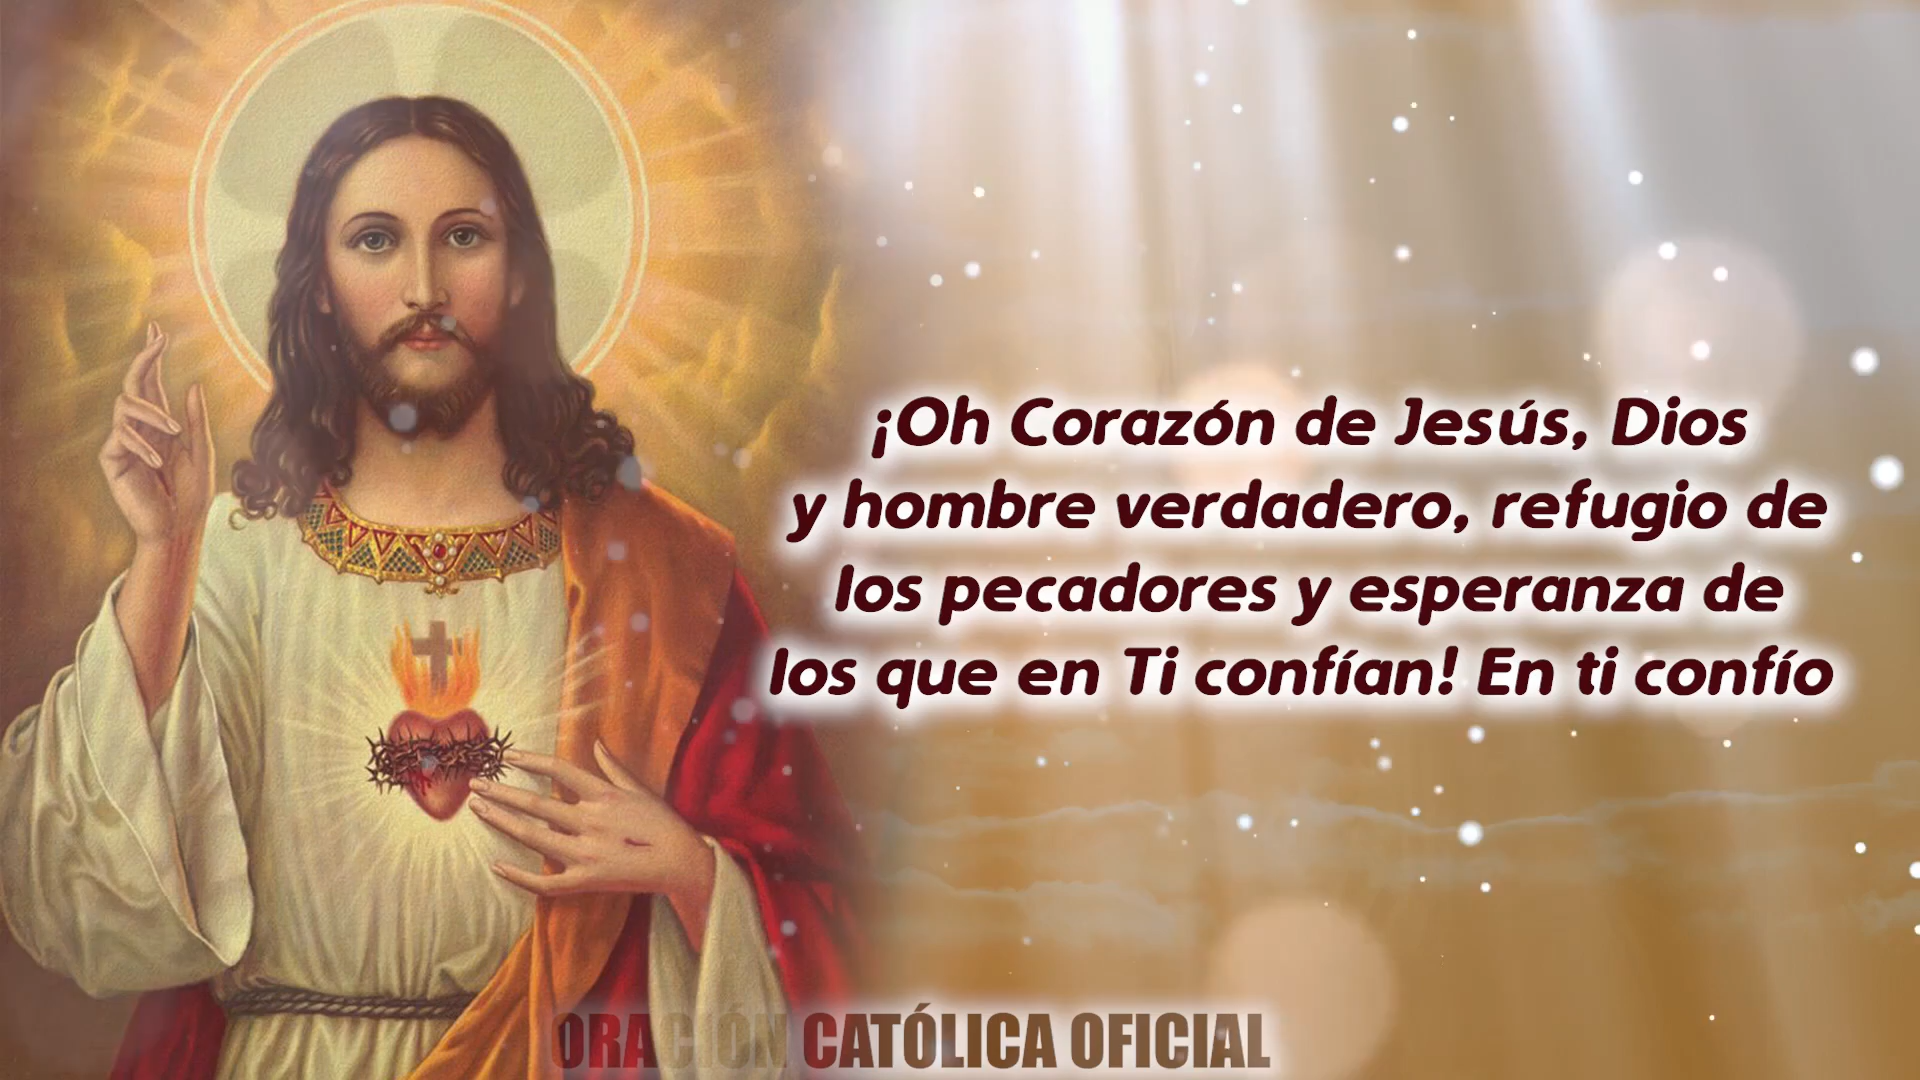 ¡Oh Corazón de Jesús, Dios
y hombre verdadero, refugio de
los pecadores y esperanza de
los que en Ti confían! En ti confío
ORACIÓN CATÓLICA OFICIAL